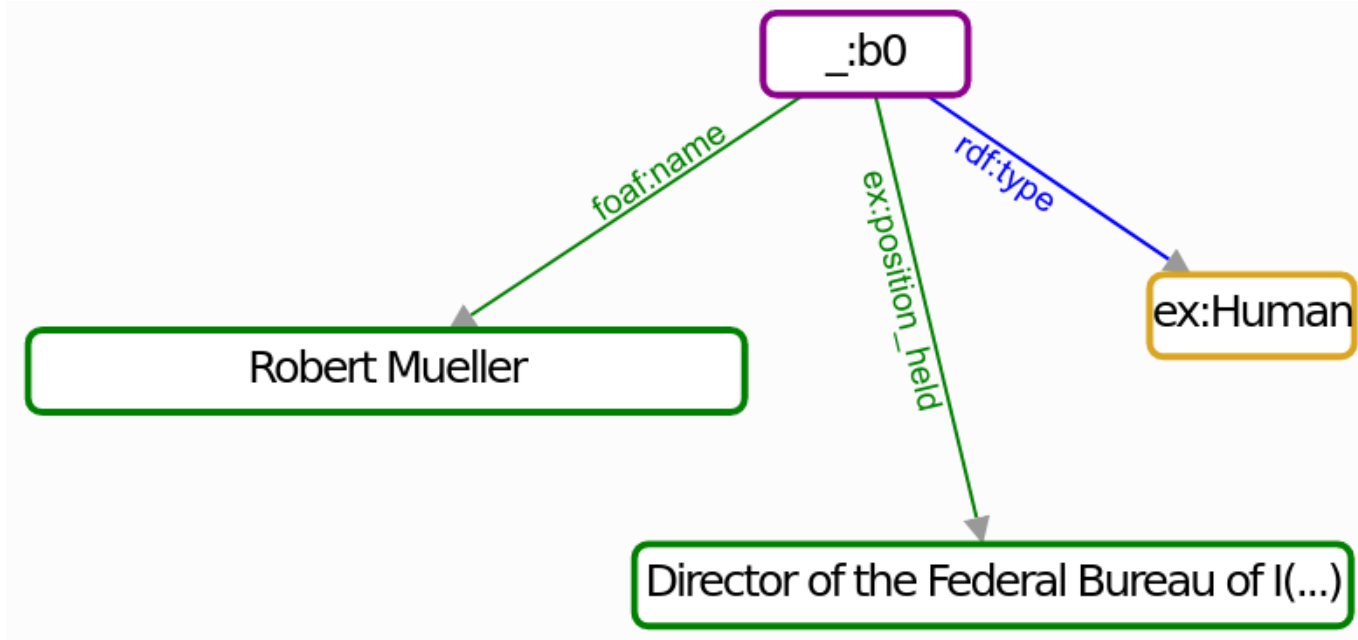 _:b0
foaf:name
ex:position_held
rdf:type
ex:Human
Robert Mueller
Director of the Federal Bureau of I(...)